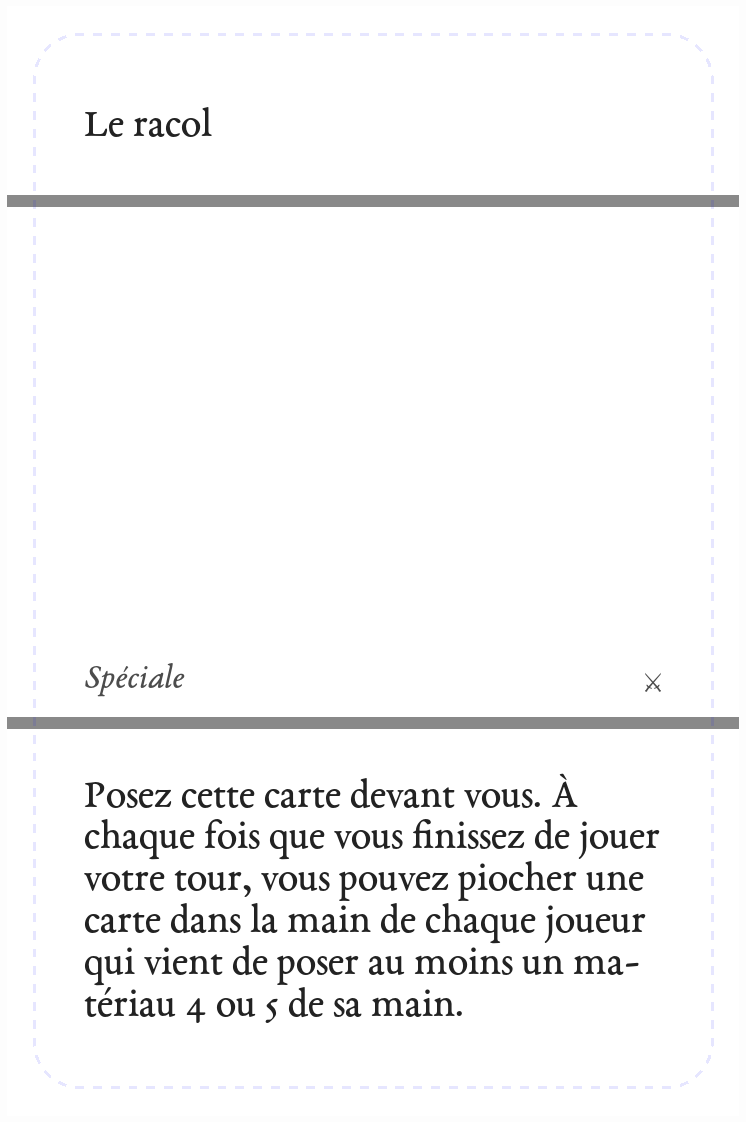 Le racol
Spéciale ⚔
Posez cette carte devant vous. À
chaque fois que vous finissez de jouer
votre tour, vous pouvez piocher une
carte dans la main de chaque joueur
qui vient de poser au moins un ma-
tériau 4 ou 5 de sa main.